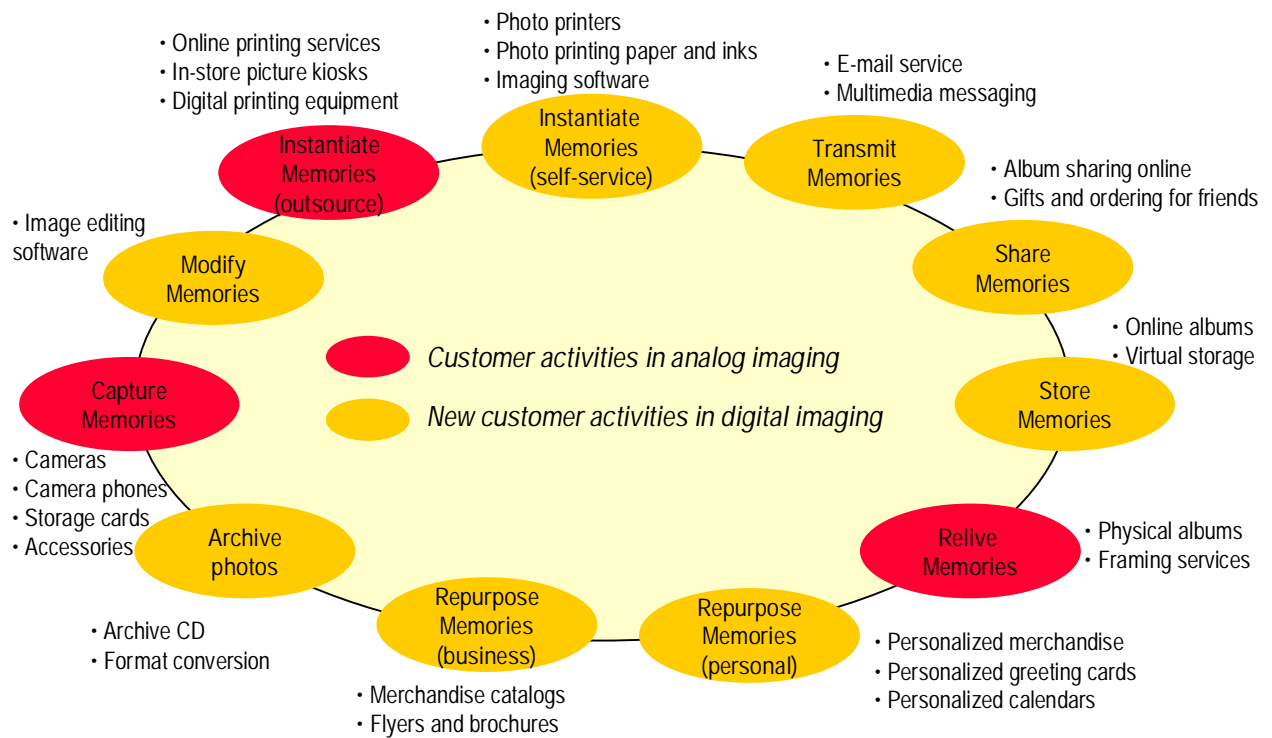 • Online printing services
• In-store picture kiosks
• Digital printing equipment
Instantiate
Memories
(outsource)
• Photo printers
• Photo printing paper and inks
• Imaging software
Instantiate
Memories
(self-service)
• E-mail service
• Multimedia messaging
Transmit
Memories
• Album sharing online
• Gifts and ordering for friends
Share
Memories
• Image editing
software
Modify
Memories
• Online albums
• Virtual storage
Store
Memories
Customer activities in analog imaging
New customer activities in digital imaging
Capture
Memories
• Cameras
• Camera phones
• Storage cards
• Accessories
Archive
photos
• Archive CD
• Format conversion
Repurpose
Memories
(business)
• Merchandise catalogs
• Flyers and brochures
Repurpose
Memories
(personal)
• Personalized merchandise
• Personalized greeting cards
• Personalized calendars
Relive
Memories
• Physical albums
• Framing services